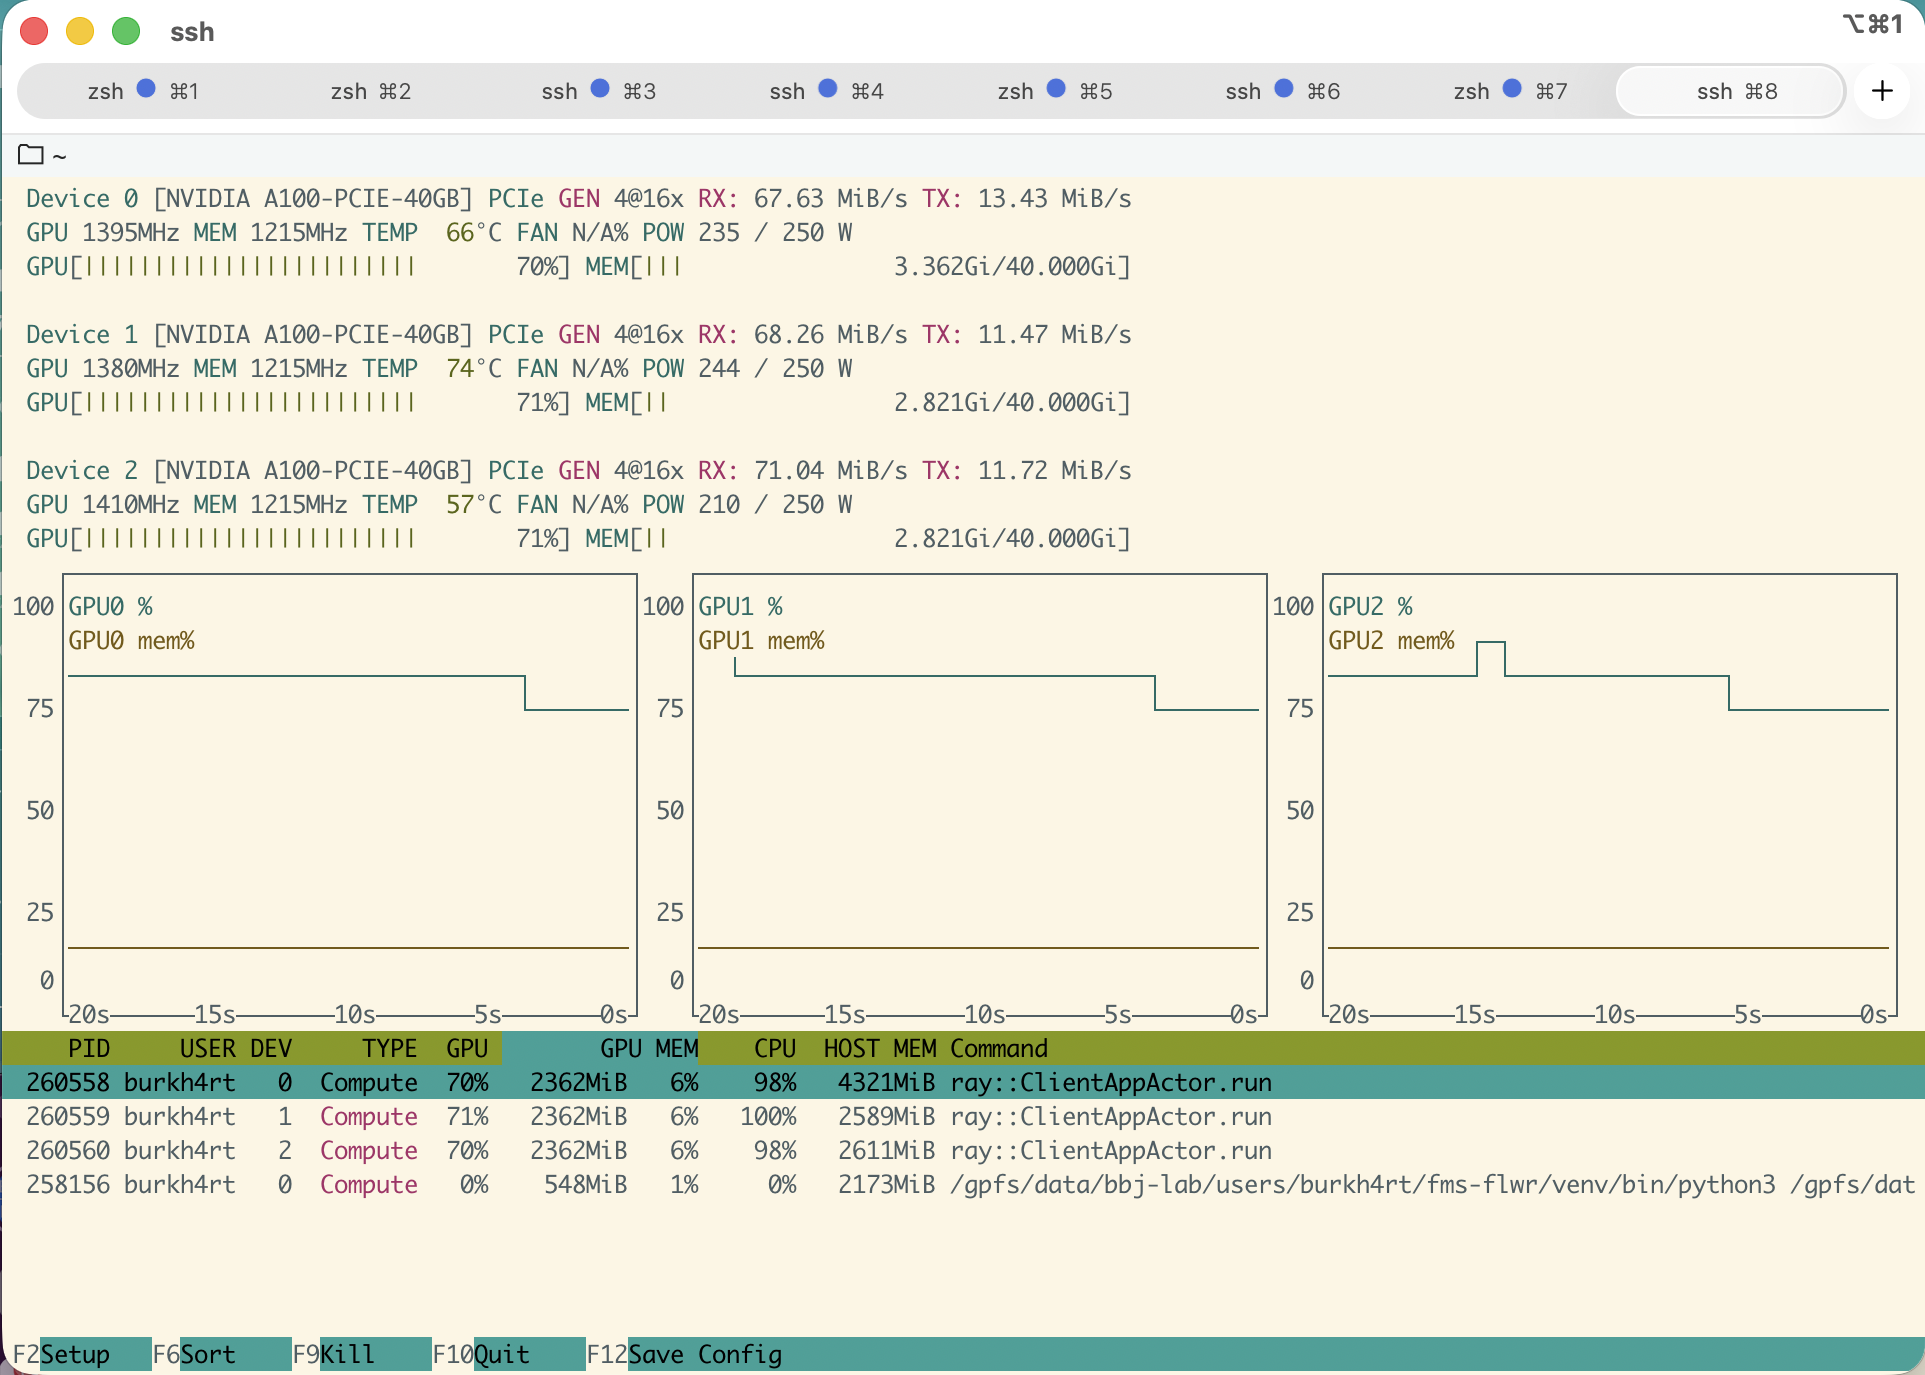 ssh
⌥⌘1
zsh ⌘1 zsh ⌘2 ssh ⌘3 ssh ⌘4 zsh ⌘5 ssh ⌘6 zsh ⌘7 ssh ⌘8 +
~
Device 0 [NVIDIA A100-PCIE-40GB] PCIe GEN 4@16x RX: 67.63 MiB/s TX: 13.43 MiB/s
GPU 1395MHz MEM 1215MHz TEMP 66°C FAN N/A% POW 235 / 250 W
GPU[|||||||||||||||||||||||| 70%] MEM[||| 3.362Gi/40.000Gi]
Device 1 [NVIDIA A100-PCIE-40GB] PCIe GEN 4@16x RX: 68.26 MiB/s TX: 11.47 MiB/s
GPU 1380MHz MEM 1215MHz TEMP 74°C FAN N/A% POW 244 / 250 W
GPU[|||||||||||||||||||||||| 71%] MEM[|| 2.821Gi/40.000Gi]
Device 2 [NVIDIA A100-PCIE-40GB] PCIe GEN 4@16x RX: 71.04 MiB/s TX: 11.72 MiB/s
GPU 1410MHz MEM 1215MHz TEMP 57°C FAN N/A% POW 210 / 250 W
GPU[|||||||||||||||||||||||| 71%] MEM[|| 2.821Gi/40.000Gi]
100 GPU0 % 100 GPU1 % 100 GPU2 %
GPU0 mem% GPU1 mem% GPU2 mem%
75 75 75
50 50 50
25 25 25
0 0 0
20s 15s 10s 5s 0s 20s 15s 10s 5s 0s 20s 15s 10s 5s 0s
PID USER DEV TYPE GPU GPU MEM CPU HOST MEM Command
260558 burkh4rt 0 Compute 70% 2362MiB 6% 98% 4321MiB ray::ClientAppActor.run
260559 burkh4rt 1 Compute 71% 2362MiB 6% 100% 2589MiB ray::ClientAppActor.run
260560 burkh4rt 2 Compute 70% 2362MiB 6% 98% 2611MiB ray::ClientAppActor.run
258156 burkh4rt 0 Compute 0% 548MiB 1% 0% 2173MiB /gpfs/data/bbj-lab/users/burkh4rt/fms-flwr/venv/bin/python3 /gpfs/dat
F2Setup F6Sort F9Kill F10Quit F12Save Config